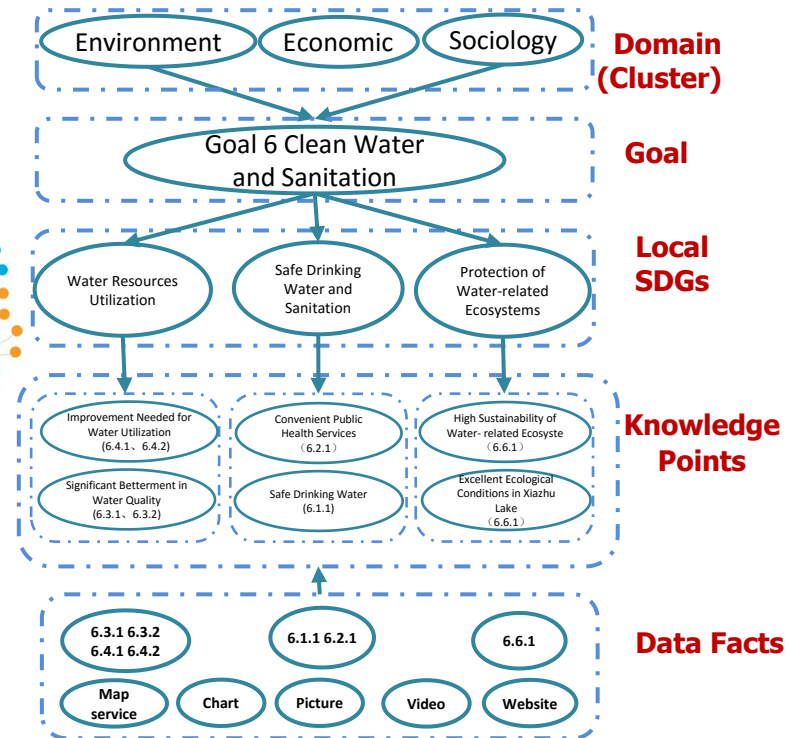 Environment
Economic
Sociology
Domain
(Cluster)
Goal 6 Clean Water
and Sanitation
Goal
Water Resources
Utilization
Safe Drinking
Water and
Sanitation
Protection of
Water-related
Ecosystems
Local
SDGs
Improvement Needed for
Water Utilization
(6.4.1、6.4.2)
Significant Betterment in
Water Quality
(6.3.1、6.3.2)
Convenient Public
Health Services
（6.2.1）
Safe Drinking Water
(6.1.1)
High Sustainability of
Water- related Ecosyste
（6.6.1）
Excellent Ecological
Conditions in Xiazhu
Lake
（6.6.1）
Knowledge
Points
6.3.1 6.3.2
6.4.1 6.4.2
6.1.1 6.2.1
6.6.1
Map
service
Chart
Picture
Video
Website
Data Facts